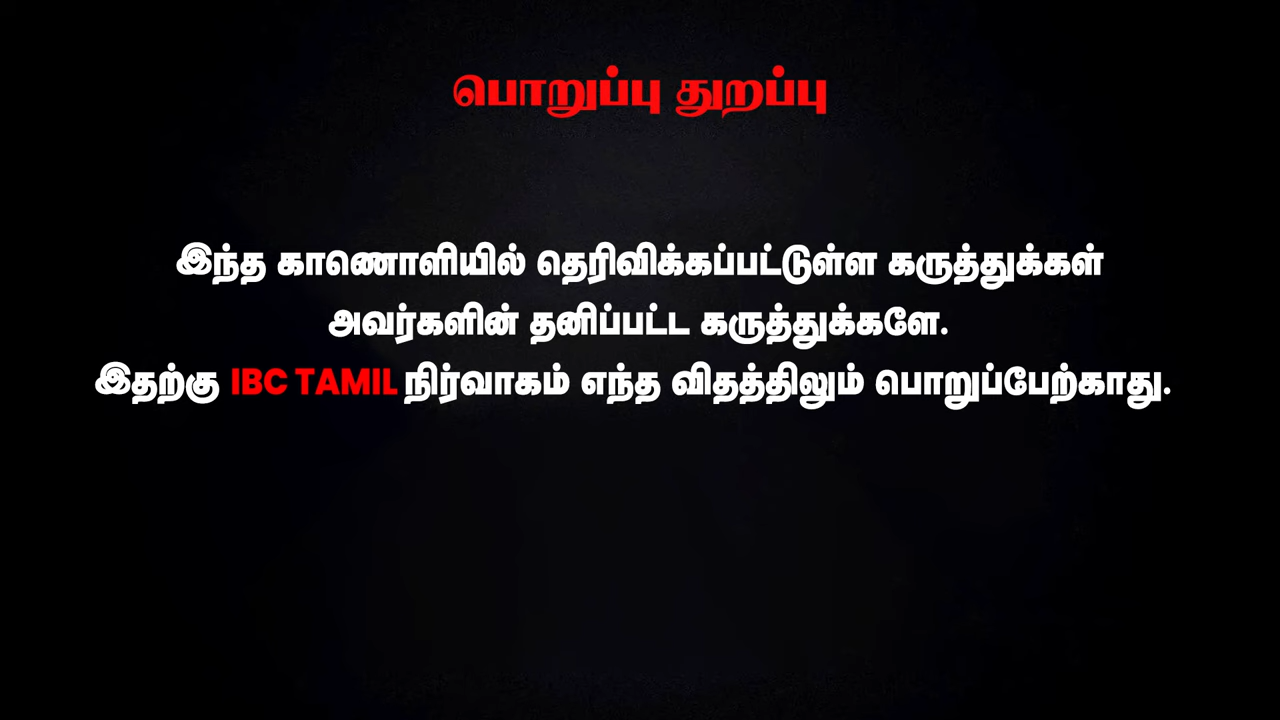 பொறுப்பு துறப்பு
இந்த காணொளியில் தெரிவிக்கப்பட்டுள்ள கருத்துக்கள்
அவர்களின் தனிப்பட்ட கருத்துக்களே.
இதற்கு IBC TAMIL நிர்வாகம் எந்த விதத்திலும் பொறுப்பேற்காது.